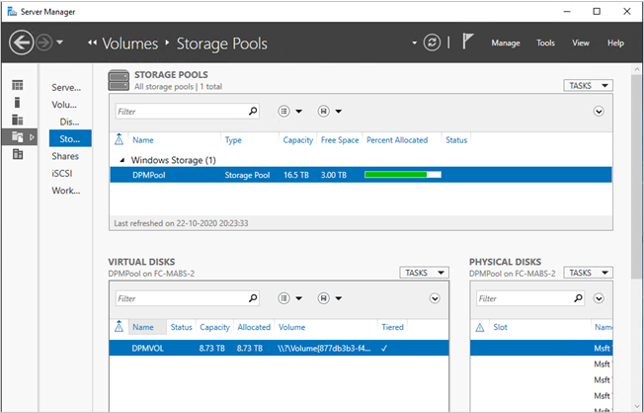 Server Manager
Volumes Storage Pools
Manage Tools View Help
Serve...
Volu...
Dis...
Sto...
Shares
iSCSI
Work...
STORAGE POOLS
All storage pools | 1 total
TASKS
Filter
Name Type Capacity Free Space Percent Allocated Status
Windows Storage (1)
DPMPool Storage Pool 16.5 TB 3.00 TB
Last refreshed on 22-10-2020 20:23:33
VIRTUAL DISKS
DPMPool on FC-MABS-2
TASKS
Filter
Name Status Capacity Allocated Volume Tiered
DPMVOL 8.73 TB 8.73 TB \\?\Volume{877db3b3-f4...
PHYSICAL DISKS
DPMPool on FC-MABS-2
TASKS
Filter
Slot Name
Msft
Msft
Msft
Msft
Msft